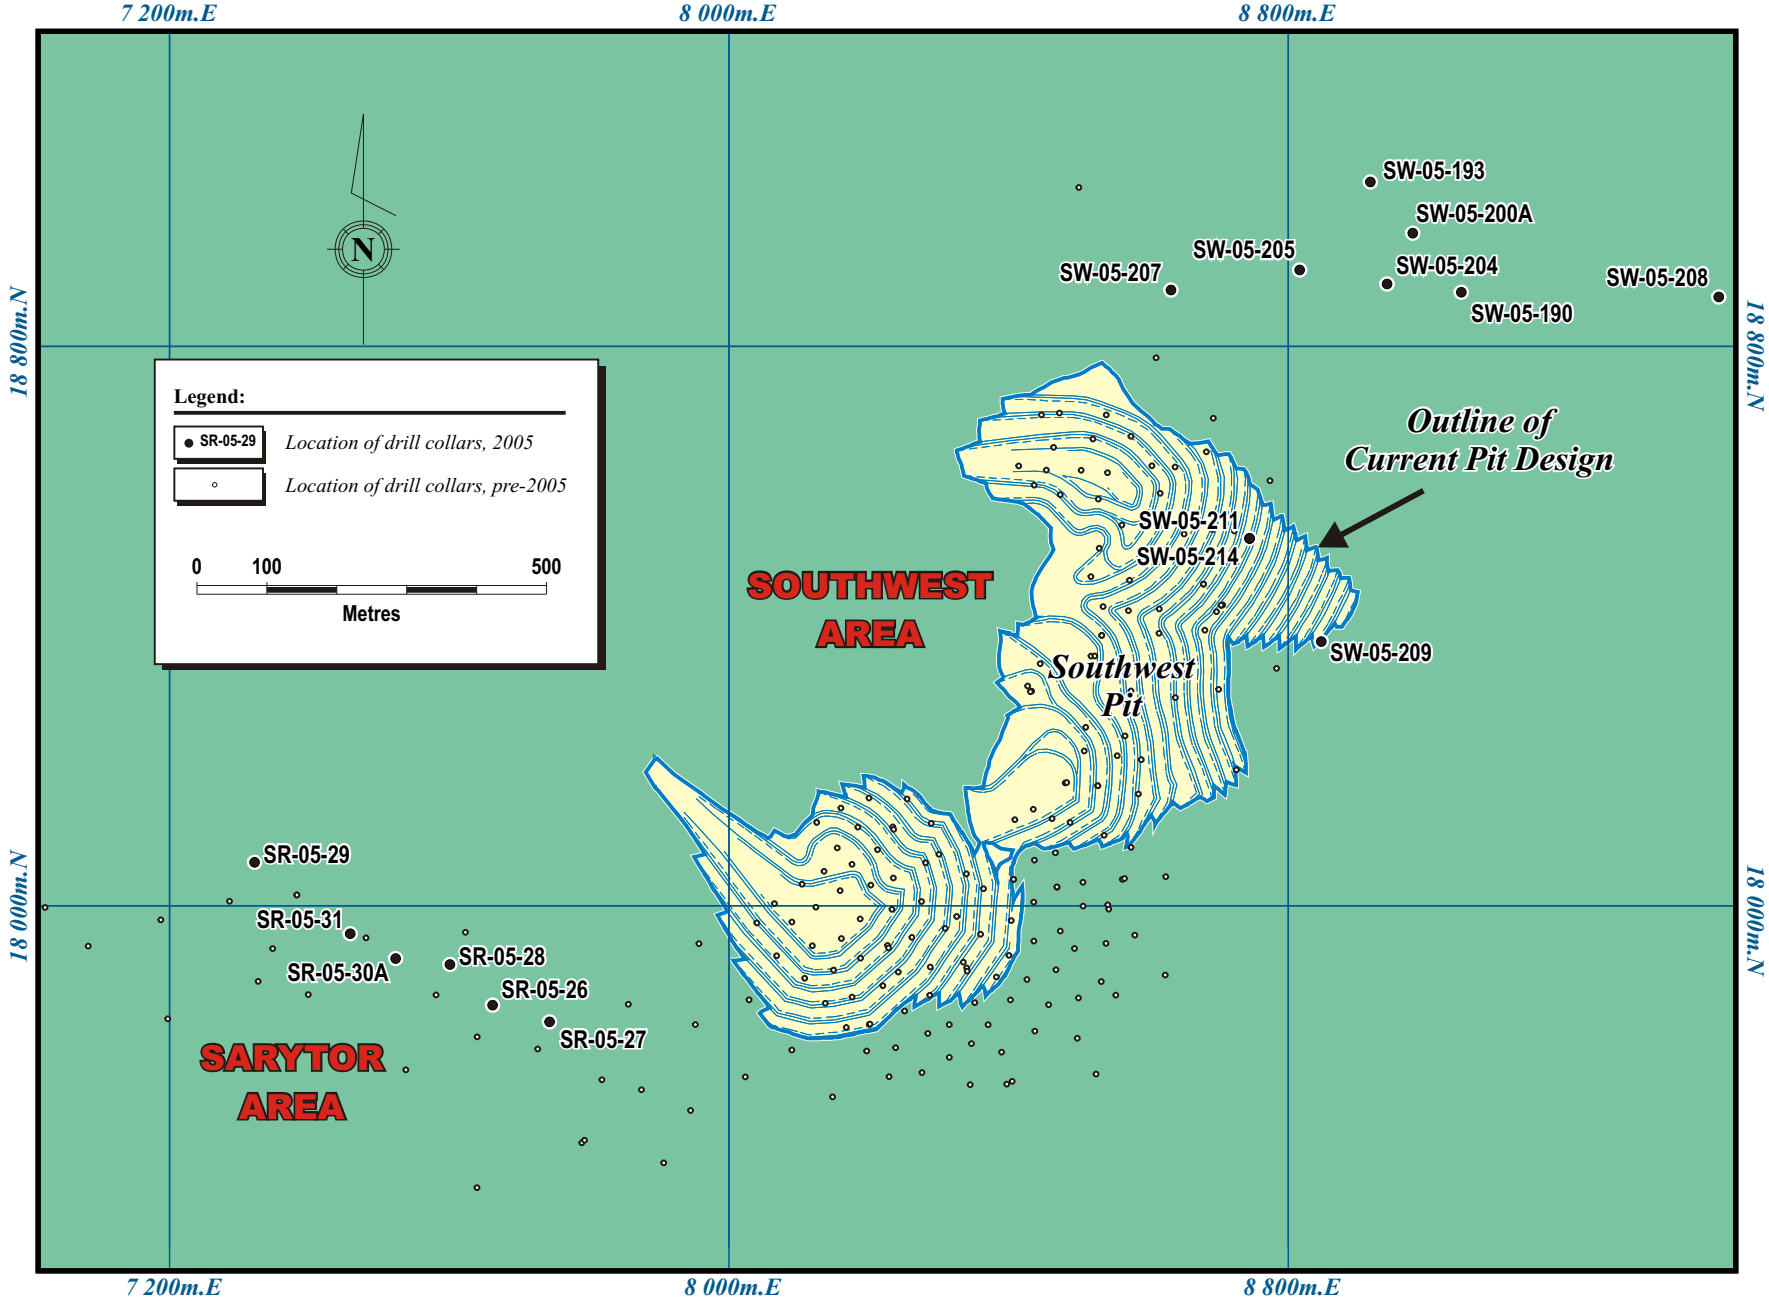 7 200m.E
8 000m.E
8 800m.E
SW-05-193
SW-05-200A
SW-05-205
SW-05-204
SW-05-207
SW-05-208
SW-05-190
N
18 800m.N
18 800m.N
Legend:
SR-05-29
Location of drill collars, 2005
Location of drill collars, pre-2005
0
100
500
Metres
Outline of
Current Pit Design
SW-05-211
SW-05-214
SOUTHWEST
AREA
SW-05-209
Southwest
Pit
SR-05-29
SR-05-31
SR-05-30A
SR-05-28
SR-05-26
SR-05-27
18 000m.N
18 000m.N
SARYTOR
AREA
7 200m.E
8 000m.E
8 800m.E